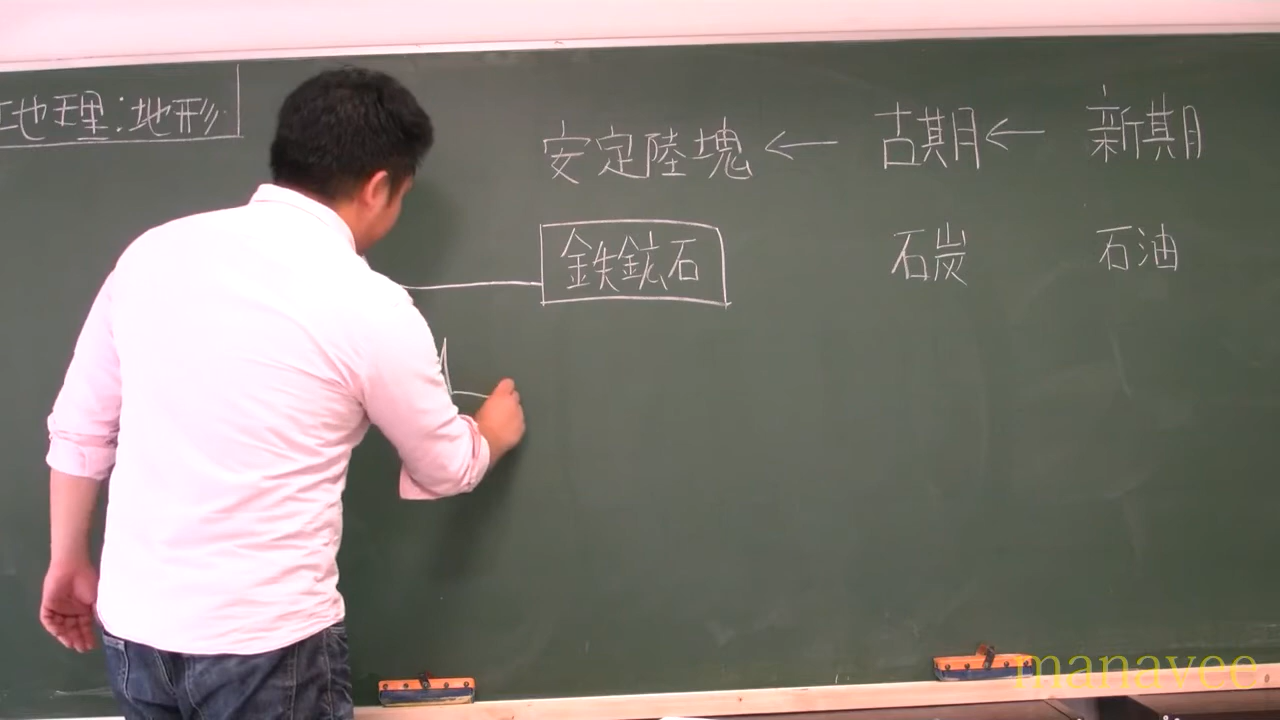 地理:地形
安定陸塊 ← 古期 ← 新期
鉄鉱石 石炭 石油
manavee